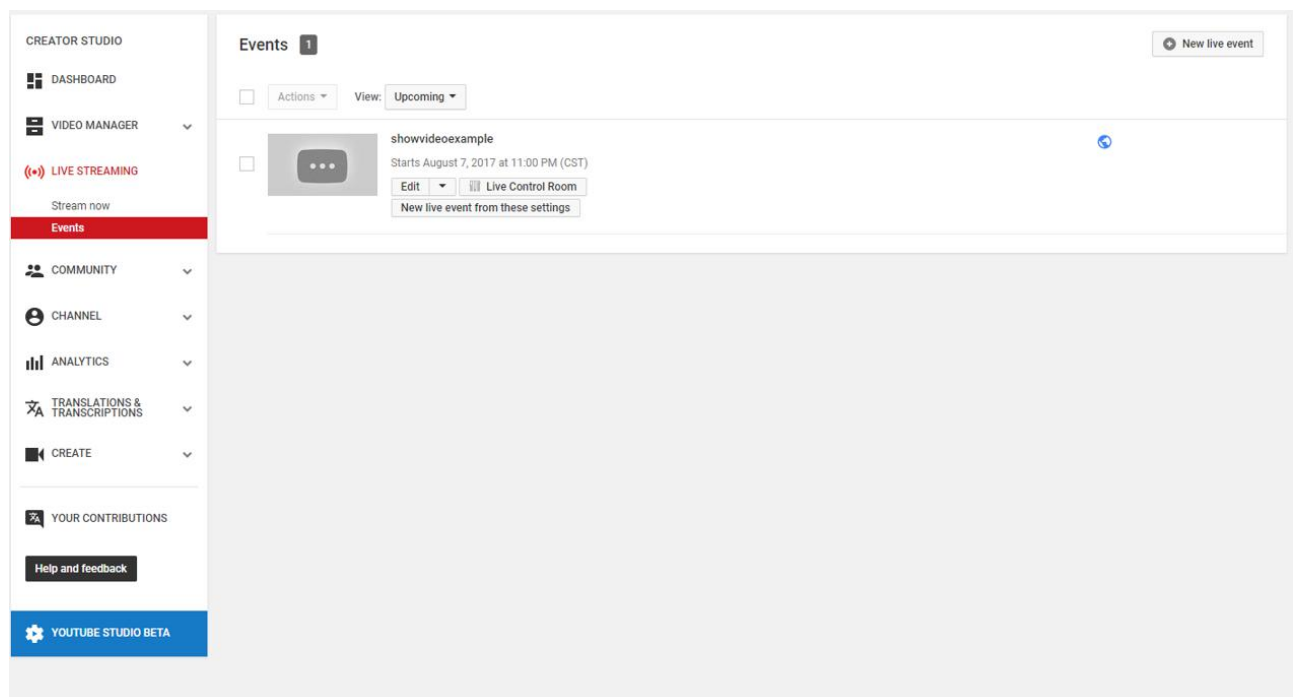 CREATOR STUDIO
DASHBOARD
VIDEO MANAGER
LIVE STREAMING
Stream now
Events
COMMUNITY
CHANNEL
ANALYTICS
TRANSLATIONS &
TRANSCRIPTIONS
CREATE
YOUR CONTRIBUTIONS
Help and feedback
YOUTUBE STUDIO BETA
Events 1
New live event
Actions View: Upcoming
showvideoexample
Starts August 7, 2017 at 11:00 PM (CST)
Edit Live Control Room
New live event from these settings